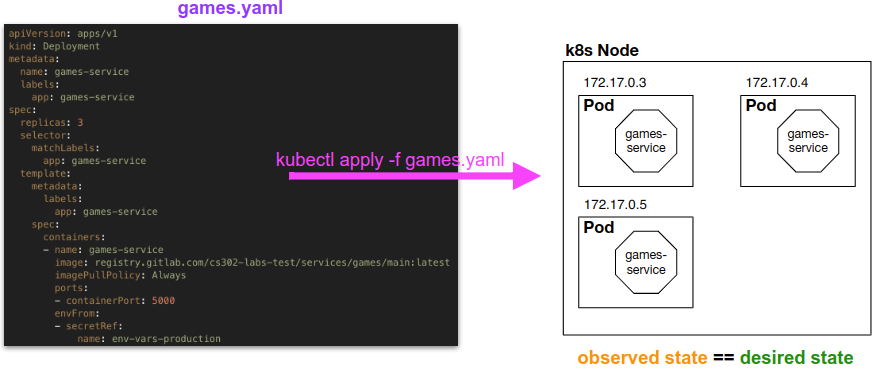 games.yaml
apiVersion: apps/v1
kind: Deployment
metadata:
  name: games-service
  labels:
    app: games-service
spec:
  replicas: 3
  selector:
    matchLabels:
      app: games-service
  template:
    metadata:
      labels:
        app: games-service
    spec:
      containers:
      - name: games-service
        image: registry.gitlab.com/cs302-labs-test/services/games/main:latest
        imagePullPolicy: Always
        ports:
        - containerPort: 5000
        envFrom:
        - secretRef:
            name: env-vars-production
kubectl apply -f games.yaml
k8s Node
172.17.0.3
Pod
games-
service
172.17.0.4
Pod
games-
service
172.17.0.5
Pod
games-
service
observed state == desired state